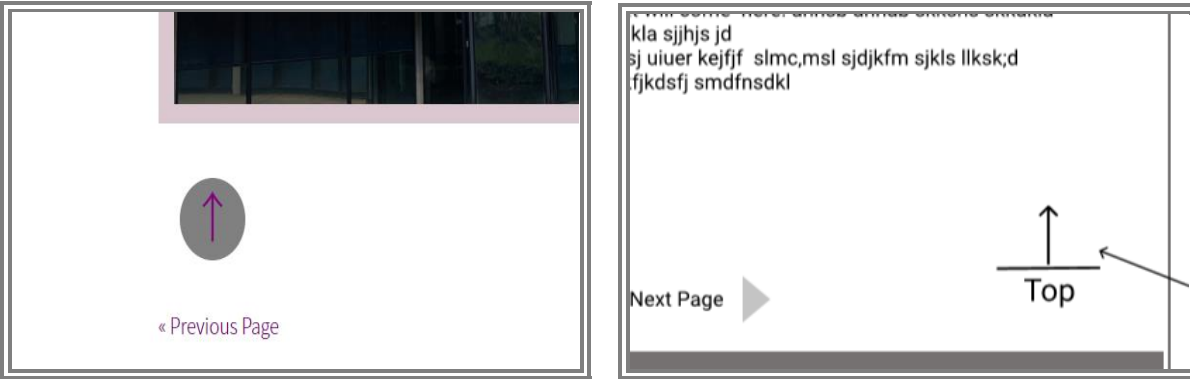 « Previous Page
kla sjjhjs jd
sj uiuer kejfjf slmc,msl sjdjkfm sjkls llksk;d
fjkdsfj smdfnsdkl
Next Page
Top